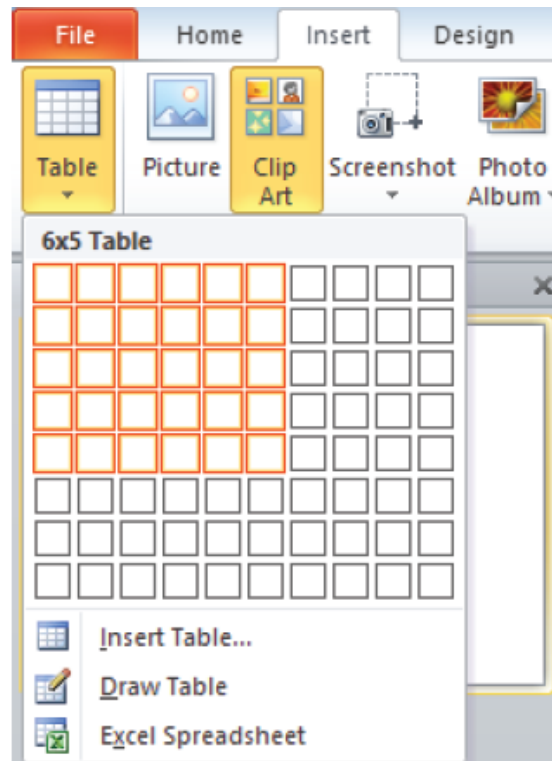 File Home Insert Design
Table Picture Clip Art Screenshot Photo Album
6x5 Table
Insert Table...
Draw Table
Excel Spreadsheet